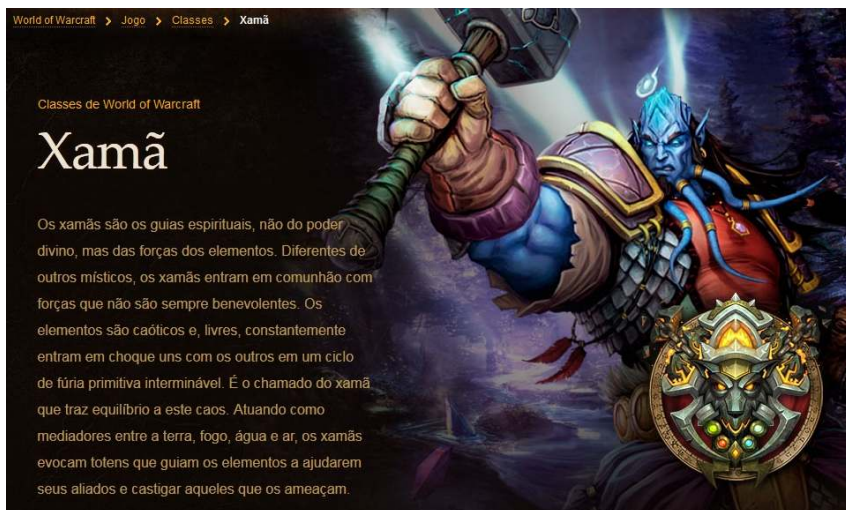 World of Warcraft > Jogo > Classes > Xamã
Classes de World of Warcraft
Xamã
Os xamãs são os guias espirituais, não do poder
divino, mas das forças dos elementos. Diferentes de
outros místicos, os xamãs entram em comunhão com
forças que não são sempre benevolentes. Os
elementos são caóticos e, livres, constantemente
entram em choque uns com os outros em um ciclo
de fúria primitiva interminável. É o chamado do xamã
que traz equilíbrio a este caos. Atuando como
mediadores entre a terra, fogo, água e ar, os xamãs
evocam totens que guiam os elementos a ajudarem
seus aliados e castigar aqueles que os ameaçam.